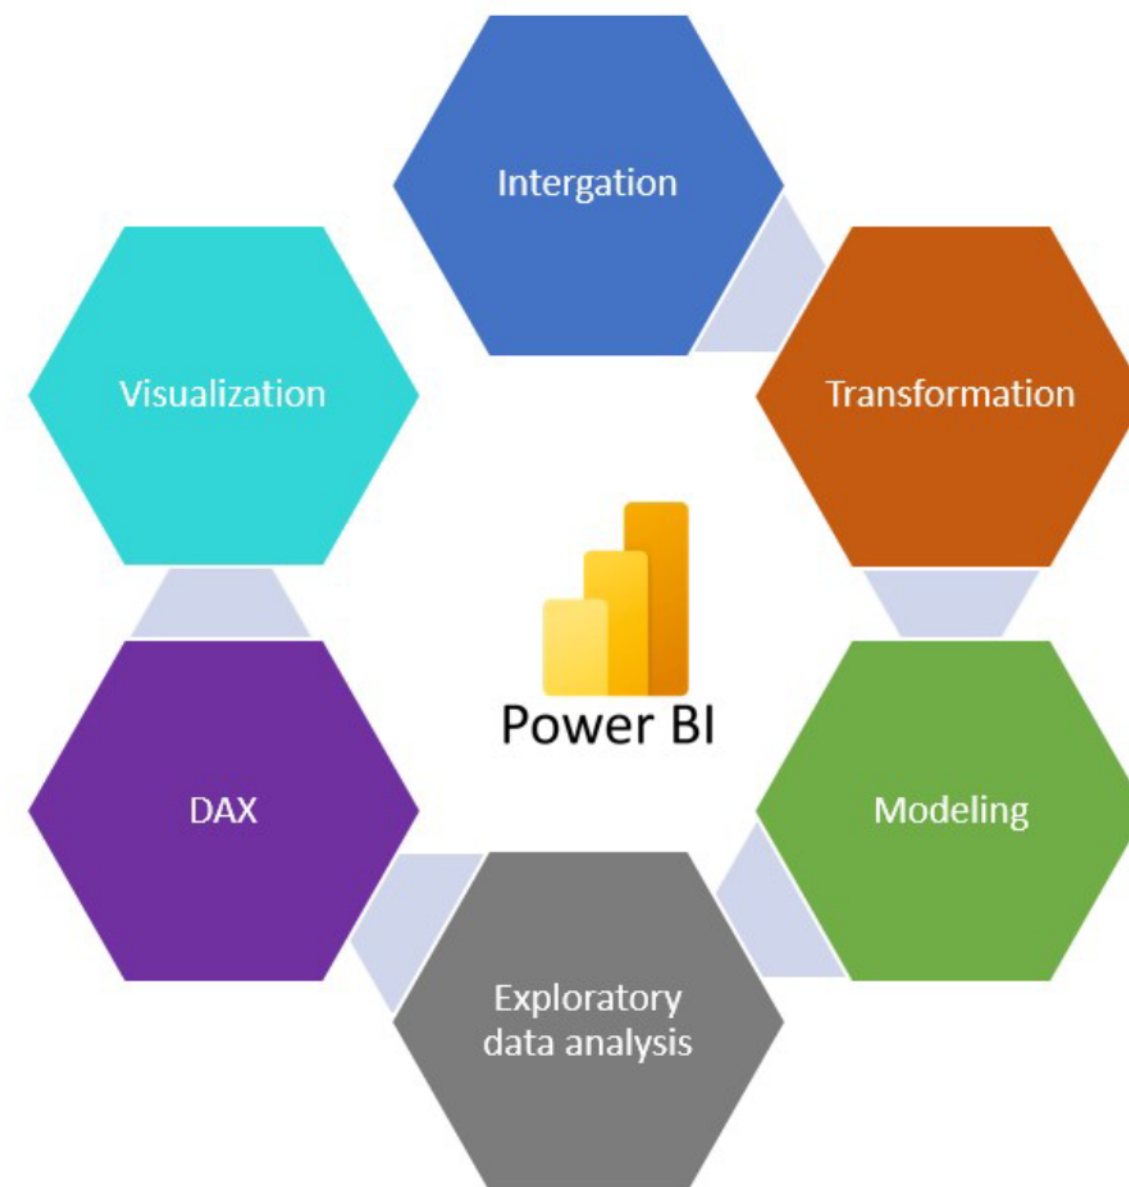 Intergation
Transformation
Modeling
Exploratory
data analysis
DAX
Visualization
Power BI